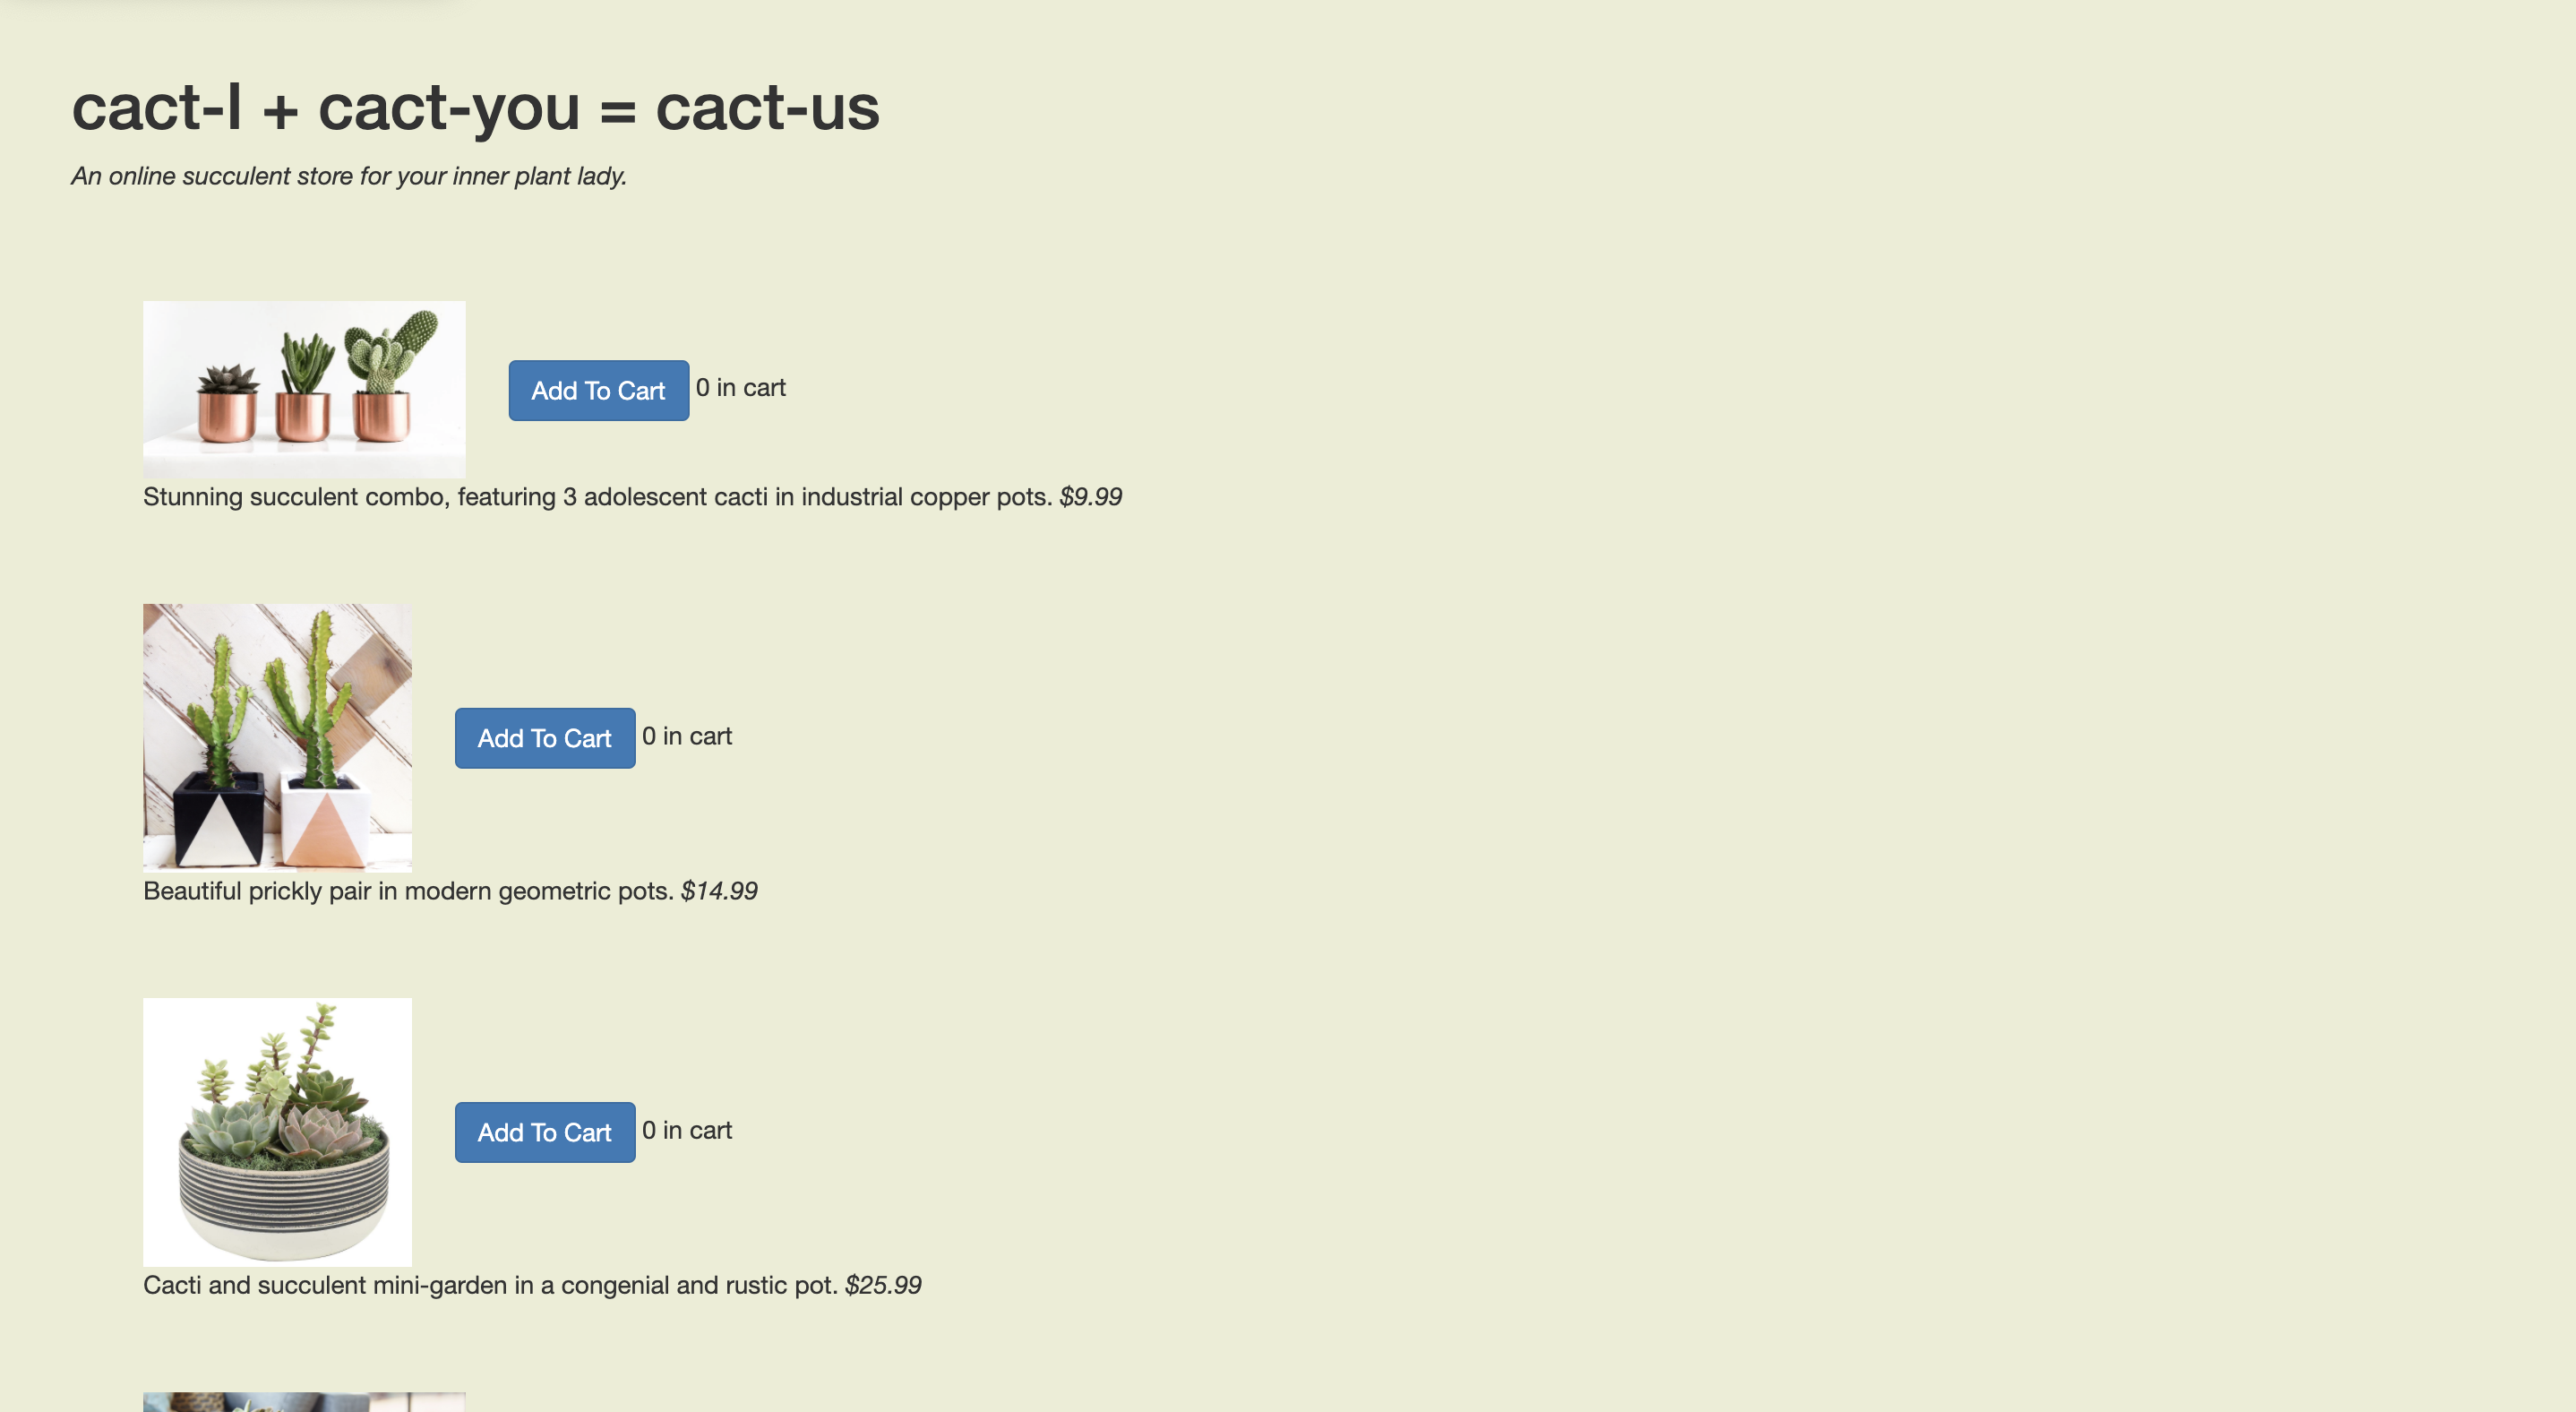 cact-I + cact-you = cact-us
An online succulent store for your inner plant lady.
Add To Cart 0 in cart
Stunning succulent combo, featuring 3 adolescent cacti in industrial copper pots. $9.99
Add To Cart 0 in cart
Beautiful prickly pair in modern geometric pots. $14.99
Add To Cart 0 in cart
Cacti and succulent mini-garden in a congenial and rustic pot. $25.99